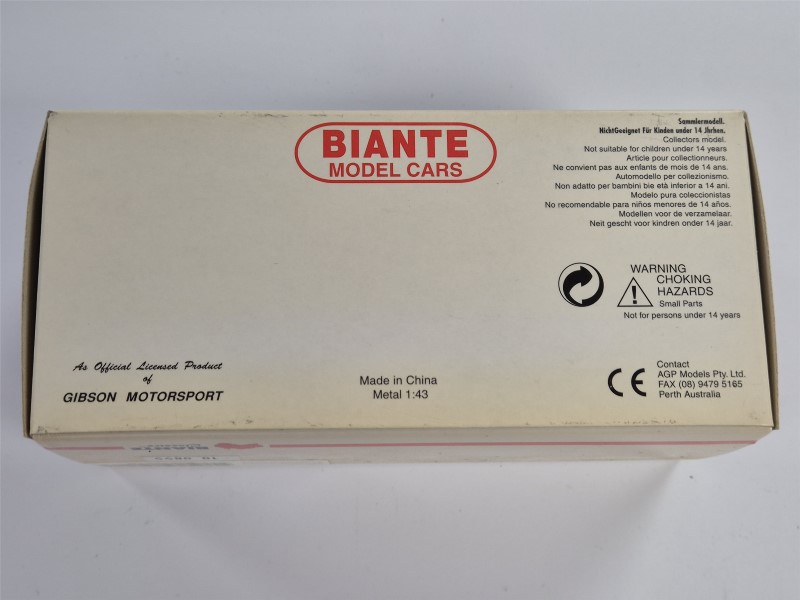 BIANTE
MODEL CARS
Sammlermodell.
NichtGeeignet Für Kinden under 14 Jhrhen.
Collectors model.
Not suitable for children under 14 years
Article pour collectionneurs.
Ne convient pas aux enfants de mois de 14 ans.
Automodello per collezionismo.
Non adatto per bambini bie età inferior a 14 ani.
Modelo pura coleccionistas
No recomendable para niños menores de 14 años.
Modellen voor de verzamelaar.
Neit gescht voor kindren onder 14 jaar.
WARNING
CHOKING
HAZARDS
Small Parts
Not for persons under 14 years
As Official Licensed Product
of
GIBSON MOTORSPORT
Made in China
Metal 1:43
CE
Contact
AGP Models Pty. Ltd.
FAX (08) 9479 5165
Perth Australia
BIANTE